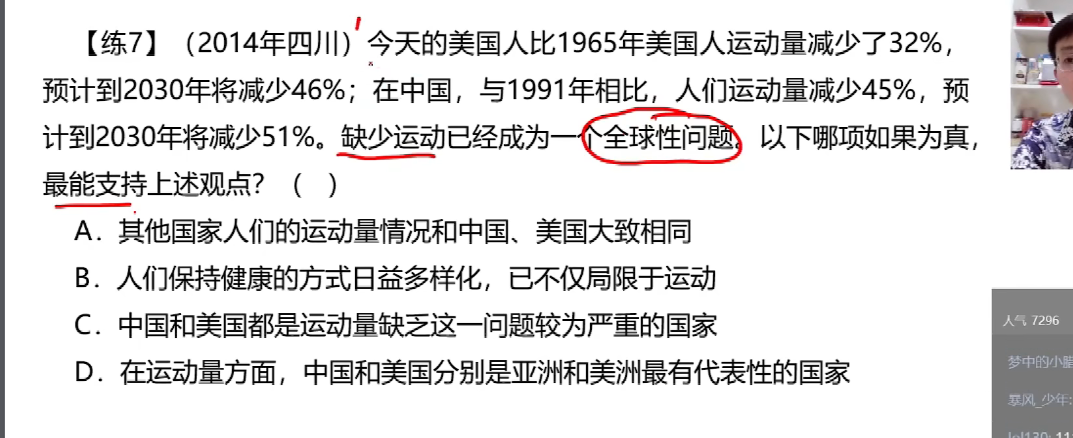 【练7】（2014年四川）今天的美国人比1965年美国人运动量减少了32%，
预计到2030年将减少46%；在中国，与1991年相比，人们运动量减少45%，预
计到2030年将减少51%。缺少运动已经成为一个全球性问题。以下哪项如果为真，
最能支持上述观点？（ ）
A．其他国家人们的运动量情况和中国、美国大致相同
B．人们保持健康的方式日益多样化，已不仅局限于运动
C．中国和美国都是运动量缺乏这一问题较为严重的国家
D．在运动量方面，中国和美国分别是亚洲和美洲最有代表性的国家
人气 7296
梦中的小
暴风_少年: